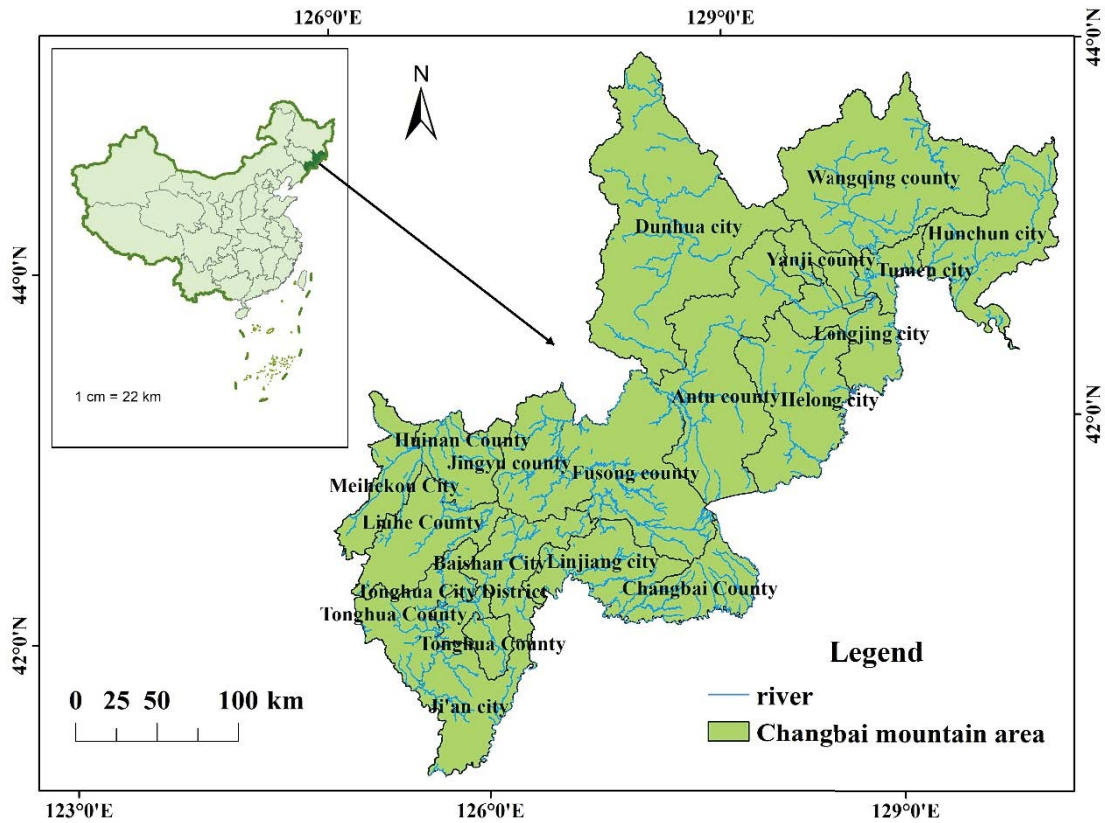 126°0'E
129°0'E
44°0'N
N
Wangqing county
Dunhua city
Hunchun city
Yanji county
Tumen city
44°0'N
Longjing city
1 cm = 22 km
Antu county
Helong city
42°0'N
Huinan County
Jingyu county
Fusong county
Meihekou City
Liuhe County
Baishan City
Linjiang city
Tonghua City District
Changbai County
Tonghua County
Tonghua County
42°0'N
Legend
0 25 50 100 km
river
Ji'an city
Changbai mountain area
123°0'E
126°0'E
129°0'E